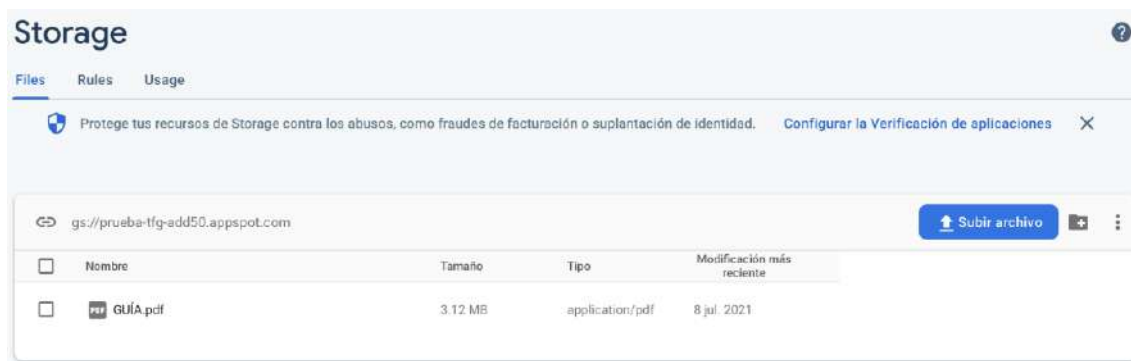 Storage
Files Rules Usage
Protege tus recursos de Storage contra los abusos, como fraudes de facturación o suplantación de identidad. Configurar la Verificación de aplicaciones
gs://prueba-tfg-add50.appspot.com Subir archivo
Nombre Tamaño Tipo Modificación más
reciente
PDF GUÍA.pdf 3.12 MB application/pdf 8 jul. 2021